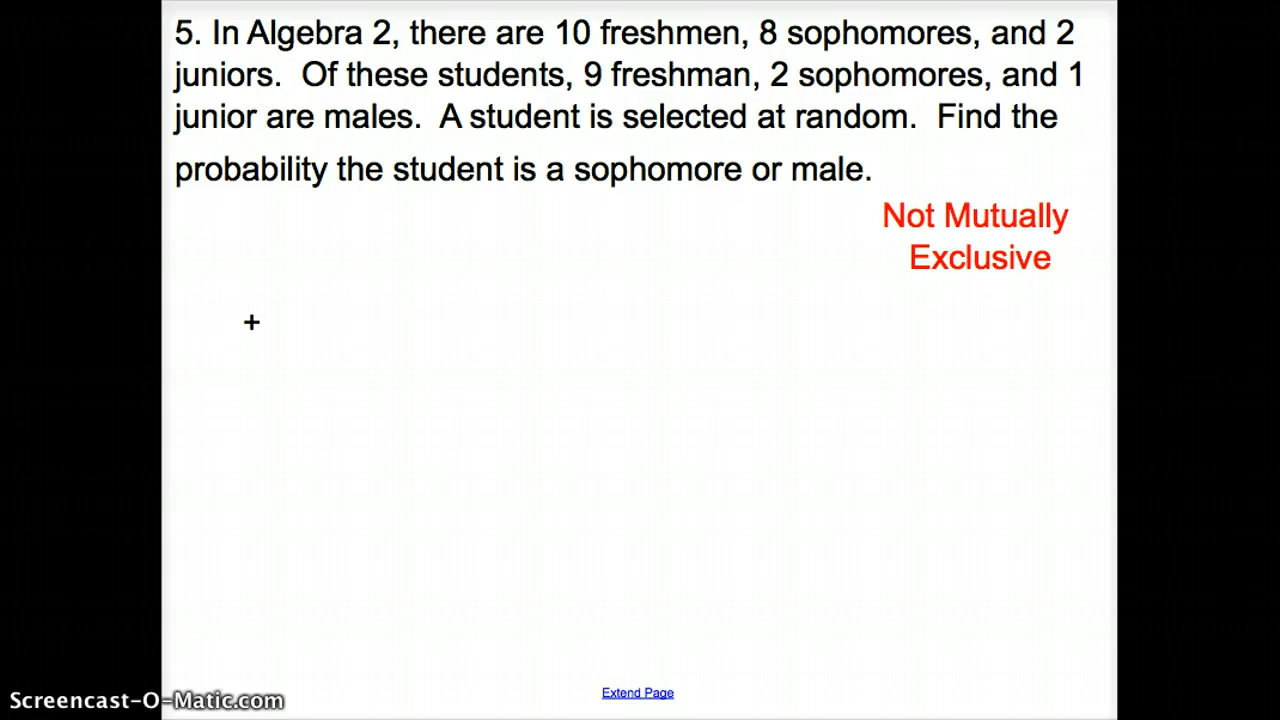 5. In Algebra 2, there are 10 freshmen, 8 sophomores, and 2
juniors. Of these students, 9 freshman, 2 sophomores, and 1
junior are males. A student is selected at random. Find the
probability the student is a sophomore or male.
Not Mutually
Exclusive
+
Extend Page
Screencast-O-Matic.com